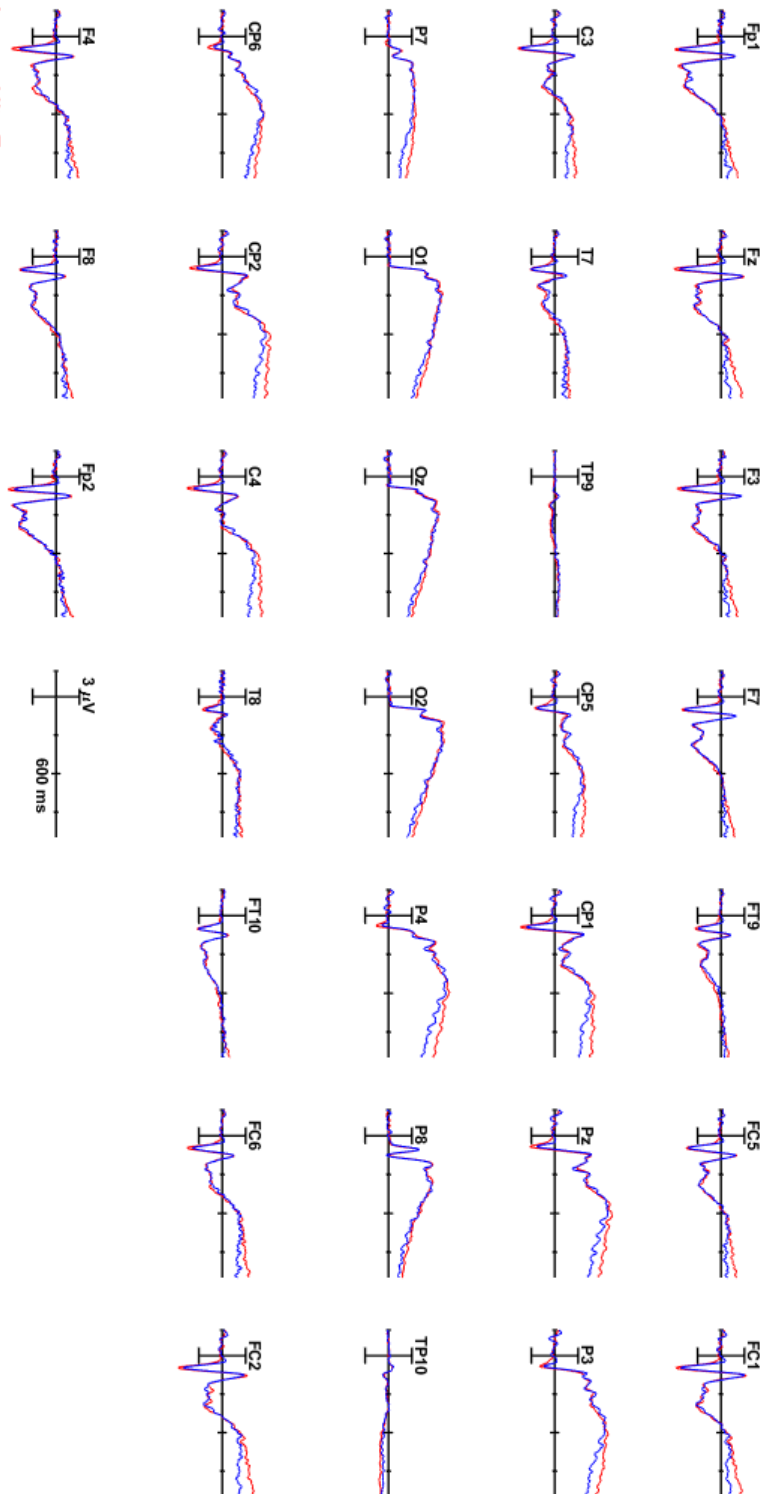 Fp1
Fz
F3
F7
FT9
FC5
FC1
C3
T7
TP9
CP5
CP1
Pz
P3
P7
O1
Oz
O2
P4
P8
TP10
CP6
CP2
C4
T8
FT10
FC6
FC2
F4
F8
Fp2
3 μV
600 ms